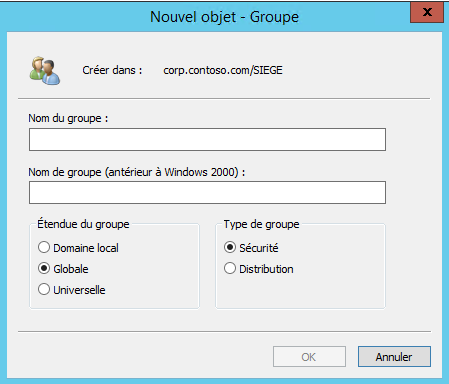 Nouvel objet - Groupe
x
Créer dans : corp.contoso.com/SIEGE
Nom du groupe :
Nom de groupe (antérieur à Windows 2000) :
Étendue du groupe
Domaine local
Globale
Universelle
Type de groupe
Sécurité
Distribution
OK
Annuler